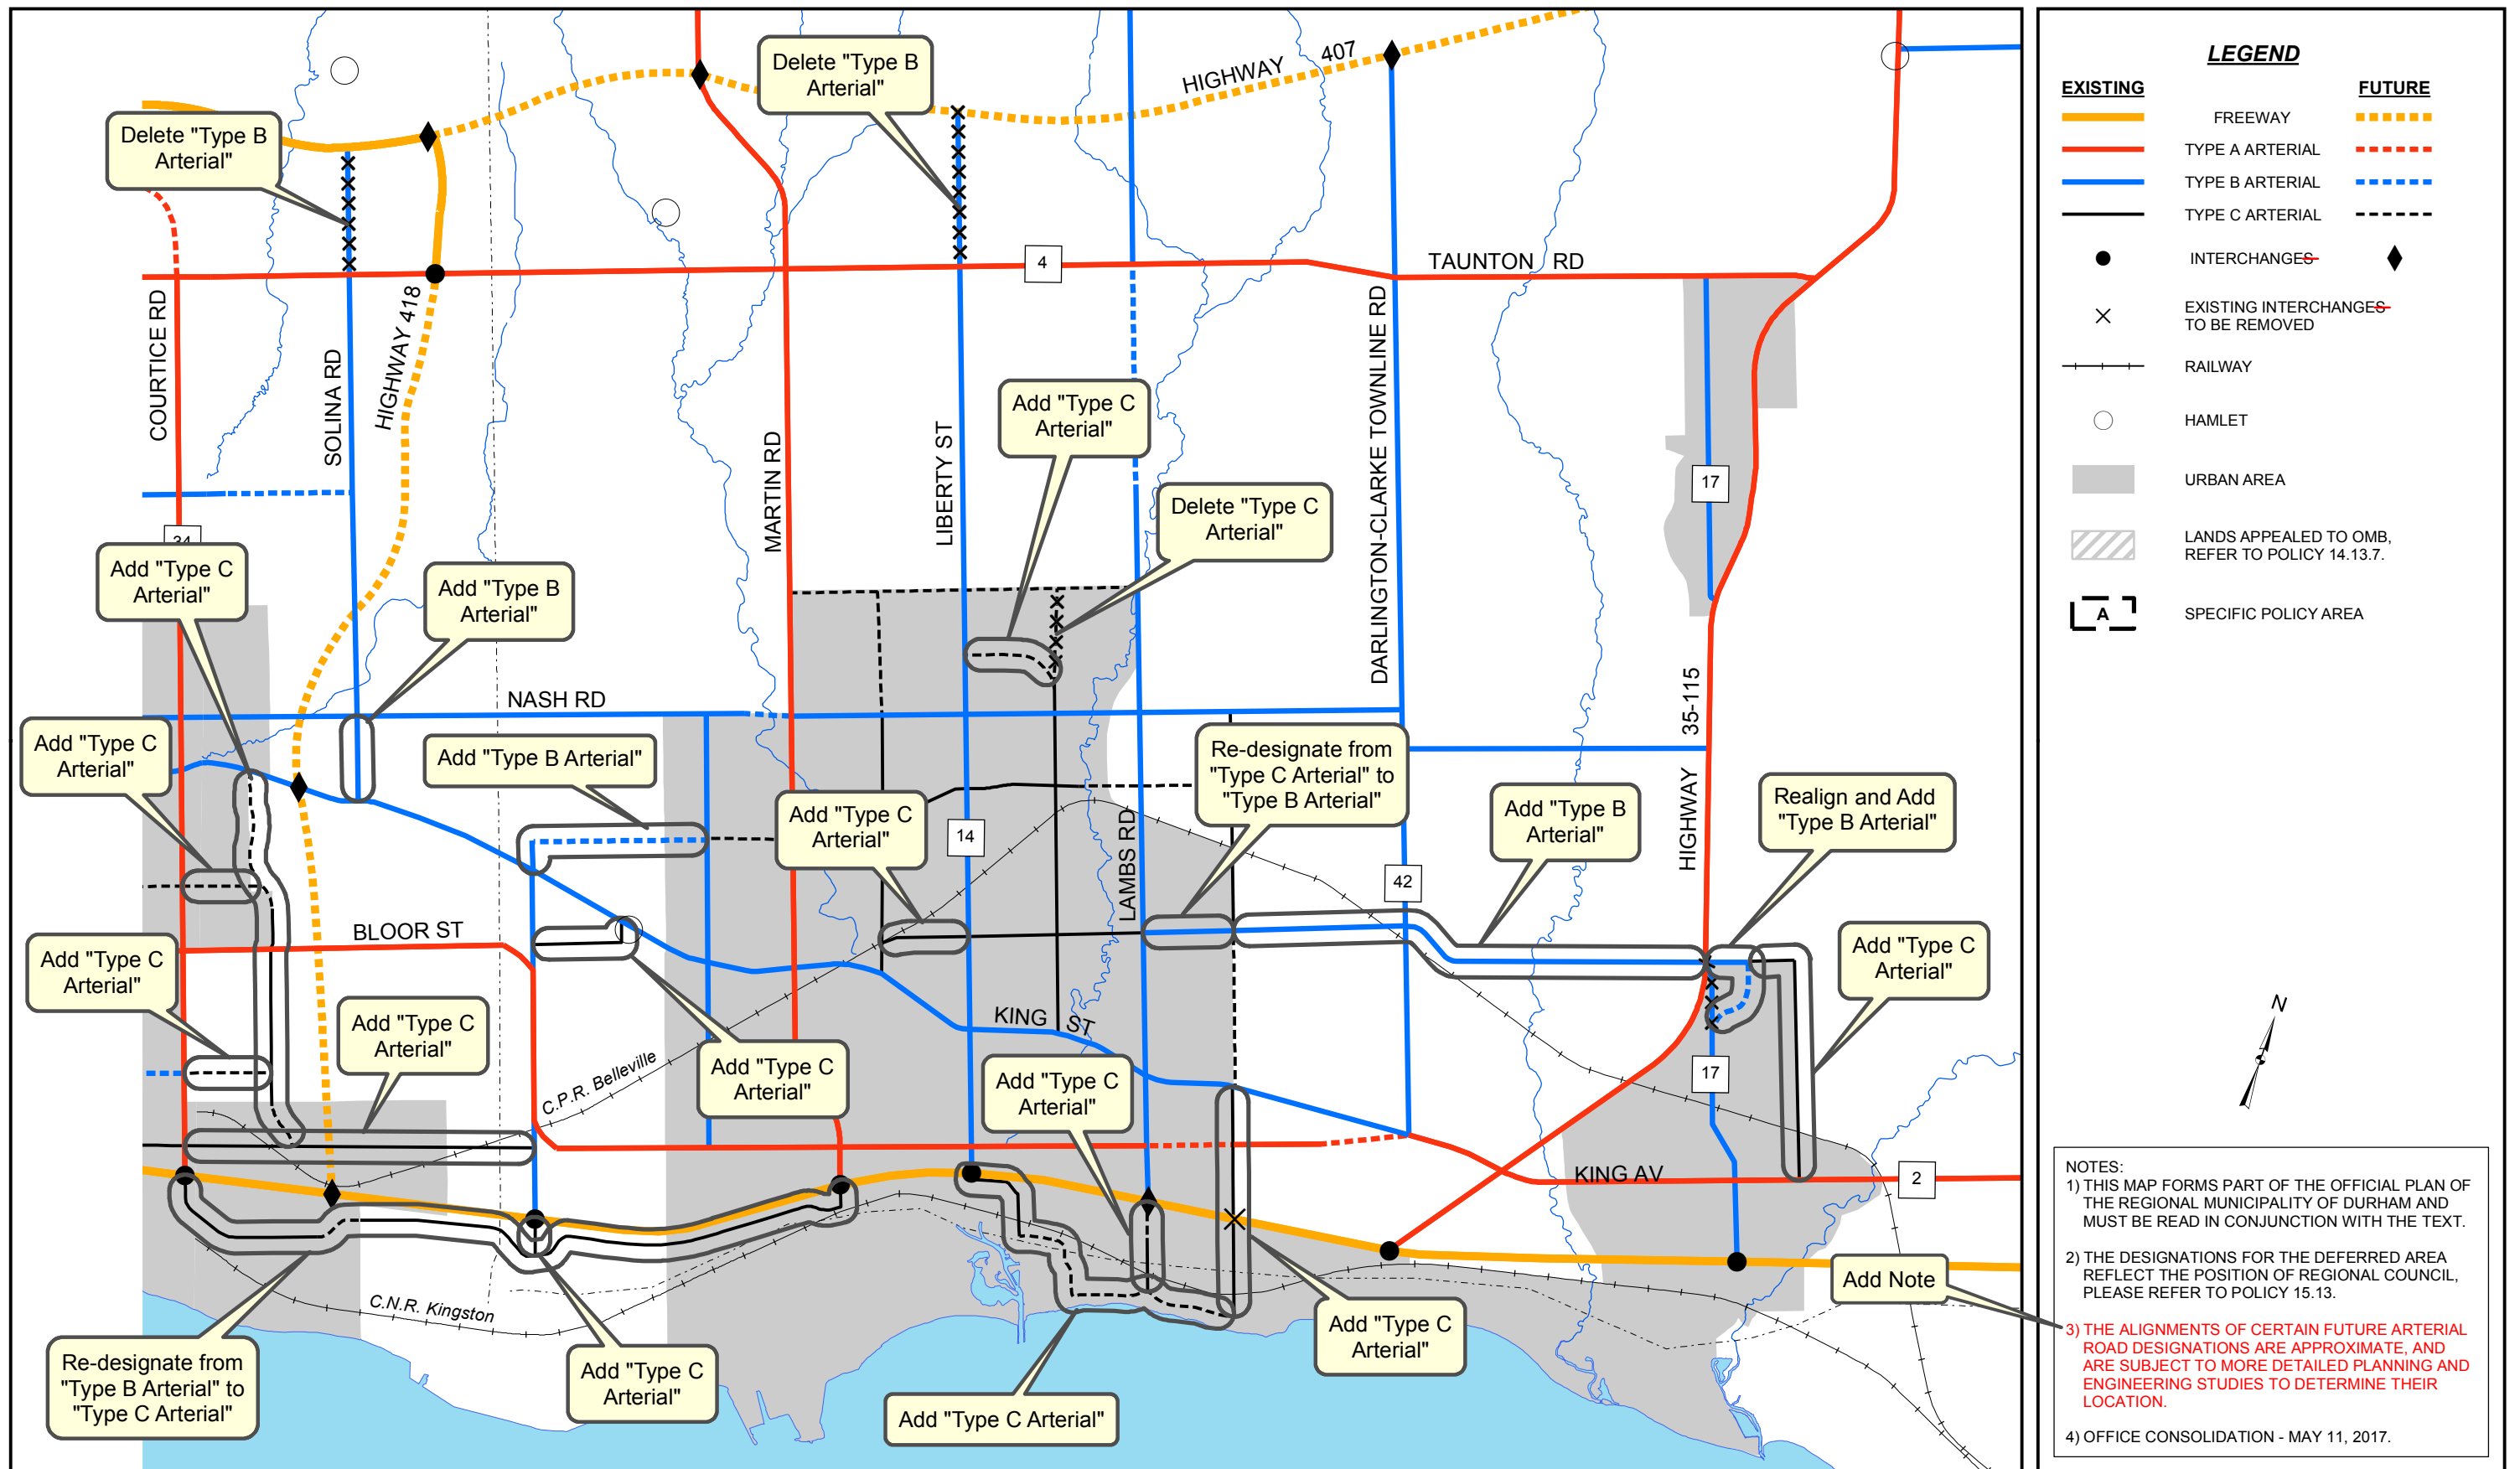 Delete "Type B
Arterial"
HIGHWAY 407
Delete "Type B
Arterial"
4
TAUNTON RD
COURTICE RD
SOLINA RD
HIGHWAY 418
MARTIN RD
LIBERTY ST
DARLINGTON-CLARKE TOWNLINE RD
Add "Type C
Arterial"
17
Delete "Type C
Arterial"
34
Add "Type C
Arterial"
Add "Type B
Arterial"
NASH RD
HIGHWAY 35-115
Add "Type C
Arterial"
Add "Type B Arterial"
Re-designate from
"Type C Arterial" to
"Type B Arterial"
Add "Type C
Arterial"
14
LAMBS RD
Add "Type B
Arterial"
Realign and Add
"Type B Arterial"
42
BLOOR ST
Add "Type C
Arterial"
Add "Type C
Arterial"
Add "Type C
Arterial"
KING ST
C.P.R. Belleville
Add "Type C
Arterial"
Add "Type C
Arterial"
17
KING AV
2
C.N.R. Kingston
Add Note
Re-designate from
"Type B Arterial" to
"Type C Arterial"
Add "Type C
Arterial"
Add "Type C Arterial"
Add "Type C
Arterial"
LEGEND
EXISTING FUTURE
FREEWAY
TYPE A ARTERIAL
TYPE B ARTERIAL
TYPE C ARTERIAL
INTERCHANGES
EXISTING INTERCHANGES
TO BE REMOVED
RAILWAY
HAMLET
URBAN AREA
LANDS APPEALED TO OMB,
REFER TO POLICY 14.13.7.
A
SPECIFIC POLICY AREA
N
NOTES:
1) THIS MAP FORMS PART OF THE OFFICIAL PLAN OF
THE REGIONAL MUNICIPALITY OF DURHAM AND
MUST BE READ IN CONJUNCTION WITH THE TEXT.
2) THE DESIGNATIONS FOR THE DEFERRED AREA
REFLECT THE POSITION OF REGIONAL COUNCIL,
PLEASE REFER TO POLICY 15.13.
3) THE ALIGNMENTS OF CERTAIN FUTURE ARTERIAL
ROAD DESIGNATIONS ARE APPROXIMATE, AND
ARE SUBJECT TO MORE DETAILED PLANNING AND
ENGINEERING STUDIES TO DETERMINE THEIR
LOCATION.
4) OFFICE CONSOLIDATION - MAY 11, 2017.